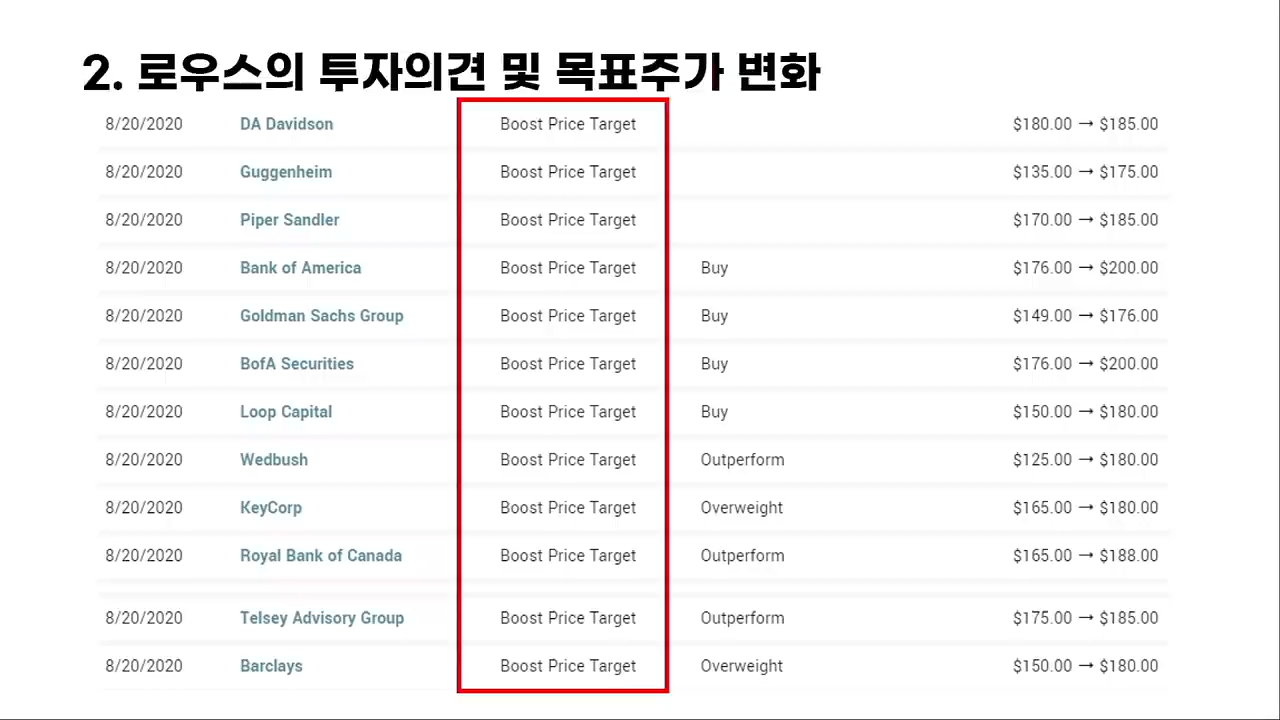 2. 로우스의 투자의견 및 목표주가 변화
8/20/2020 DA Davidson Boost Price Target $180.00 → $185.00
8/20/2020 Guggenheim Boost Price Target $135.00 → $175.00
8/20/2020 Piper Sandler Boost Price Target $170.00 → $185.00
8/20/2020 Bank of America Boost Price Target Buy $176.00 → $200.00
8/20/2020 Goldman Sachs Group Boost Price Target Buy $149.00 → $176.00
8/20/2020 BofA Securities Boost Price Target Buy $176.00 → $200.00
8/20/2020 Loop Capital Boost Price Target Buy $150.00 → $180.00
8/20/2020 Wedbush Boost Price Target Outperform $125.00 → $180.00
8/20/2020 KeyCorp Boost Price Target Overweight $165.00 → $180.00
8/20/2020 Royal Bank of Canada Boost Price Target Outperform $165.00 → $188.00
8/20/2020 Telsey Advisory Group Boost Price Target Outperform $175.00 → $185.00
8/20/2020 Barclays Boost Price Target Overweight $150.00 → $180.00